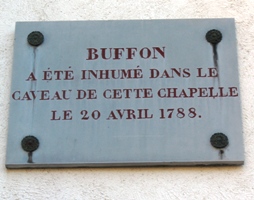 BUFFON
A ÉTÉ INHUMÉ DANS LE
CAVEAU DE CETTE CHAPELLE
LE 20 AVRIL 1788.